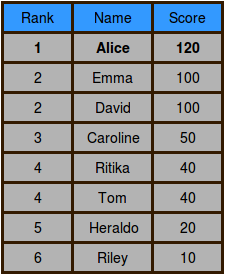 Rank Name Score
1 Alice 120
2 Emma 100
2 David 100
3 Caroline 50
4 Ritika 40
4 Tom 40
5 Heraldo 20
6 Riley 10